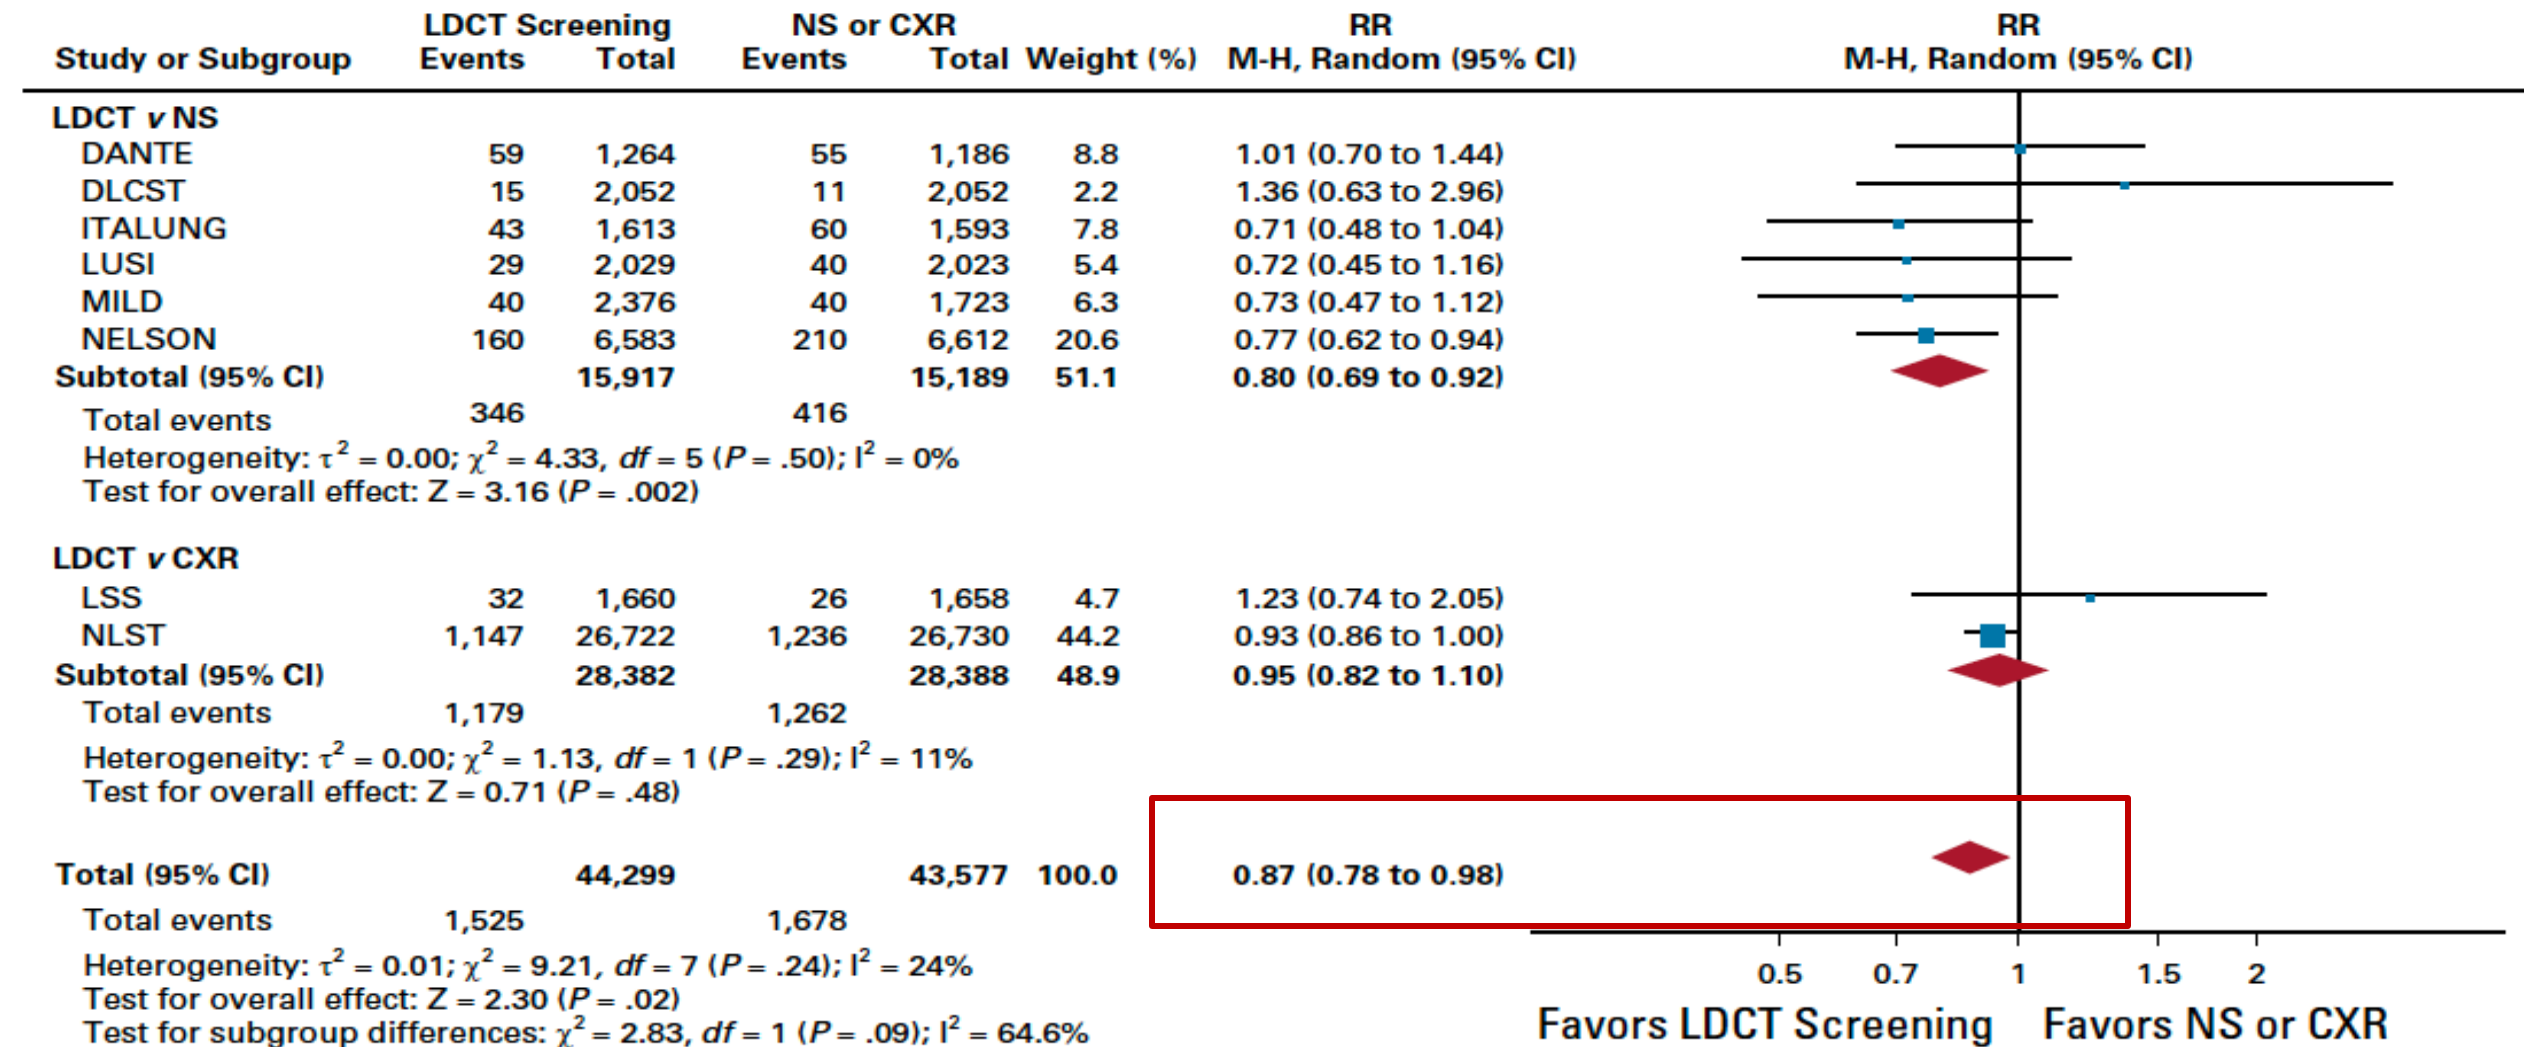 LDCT Screening NS or CXR RR RR
Study or Subgroup Events Total Events Total Weight (%) M-H, Random (95% CI) M-H, Random (95% CI)
LDCT v NS
DANTE 59 1,264 55 1,186 8.8 1.01 (0.70 to 1.44)
DLCST 15 2,052 11 2,052 2.2 1.36 (0.63 to 2.96)
ITALUNG 43 1,613 60 1,593 7.8 0.71 (0.48 to 1.04)
LUSI 29 2,029 40 2,023 5.4 0.72 (0.45 to 1.16)
MILD 40 2,376 40 1,723 6.3 0.73 (0.47 to 1.12)
NELSON 160 6,583 210 6,612 20.6 0.77 (0.62 to 0.94)
Subtotal (95% CI) 15,917 15,189 51.1 0.80 (0.69 to 0.92)
Total events 346 416
Heterogeneity: τ² = 0.00; χ² = 4.33, df = 5 (P = .50); I² = 0%
Test for overall effect: Z = 3.16 (P = .002)
LDCT v CXR
LSS 32 1,660 26 1,658 4.7 1.23 (0.74 to 2.05)
NLST 1,147 26,722 1,236 26,730 44.2 0.93 (0.86 to 1.00)
Subtotal (95% CI) 28,382 28,388 48.9 0.95 (0.82 to 1.10)
Total events 1,179 1,262
Heterogeneity: τ² = 0.00; χ² = 1.13, df = 1 (P = .29); I² = 11%
Test for overall effect: Z = 0.71 (P = .48)
Total (95% CI) 44,299 43,577 100.0 0.87 (0.78 to 0.98)
Total events 1,525 1,678
Heterogeneity: τ² = 0.01; χ² = 9.21, df = 7 (P = .24); I² = 24%
Test for overall effect: Z = 2.30 (P = .02)
Test for subgroup differences: χ² = 2.83, df = 1 (P = .09); I² = 64.6%
0.5 0.7 1 1.5 2
Favors LDCT Screening Favors NS or CXR